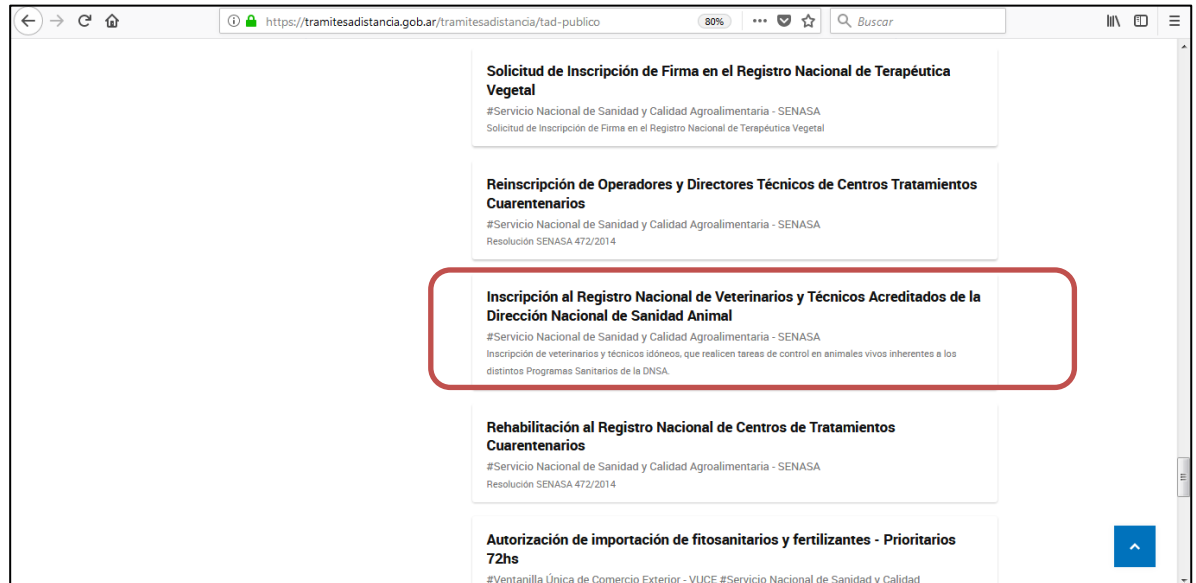 https://tramitesadistancia.gob.ar/tramitesadistancia/tad-publico
80%
Buscar
Solicitud de Inscripción de Firma en el Registro Nacional de Terapéutica
Vegetal
#Servicio Nacional de Sanidad y Calidad Agroalimentaria - SENASA
Solicitud de Inscripción de Firma en el Registro Nacional de Terapéutica Vegetal
Reinscripción de Operadores y Directores Técnicos de Centros Tratamientos
Cuarentenarios
#Servicio Nacional de Sanidad y Calidad Agroalimentaria - SENASA
Resolución SENASA 472/2014
Inscripción al Registro Nacional de Veterinarios y Técnicos Acreditados de la
Dirección Nacional de Sanidad Animal
#Servicio Nacional de Sanidad y Calidad Agroalimentaria - SENASA
Inscripción de veterinarios y técnicos idóneos, que realicen tareas de control en animales vivos inherentes a los
distintos Programas Sanitarios de la DNSA.
Rehabilitación al Registro Nacional de Centros de Tratamientos
Cuarentenarios
#Servicio Nacional de Sanidad y Calidad Agroalimentaria - SENASA
Resolución SENASA 472/2014
Autorización de importación de fitosanitarios y fertilizantes - Prioritarios
72hs
#Ventanilla Única de Comercio Exterior - VUCE #Servicio Nacional de Sanidad y Calidad